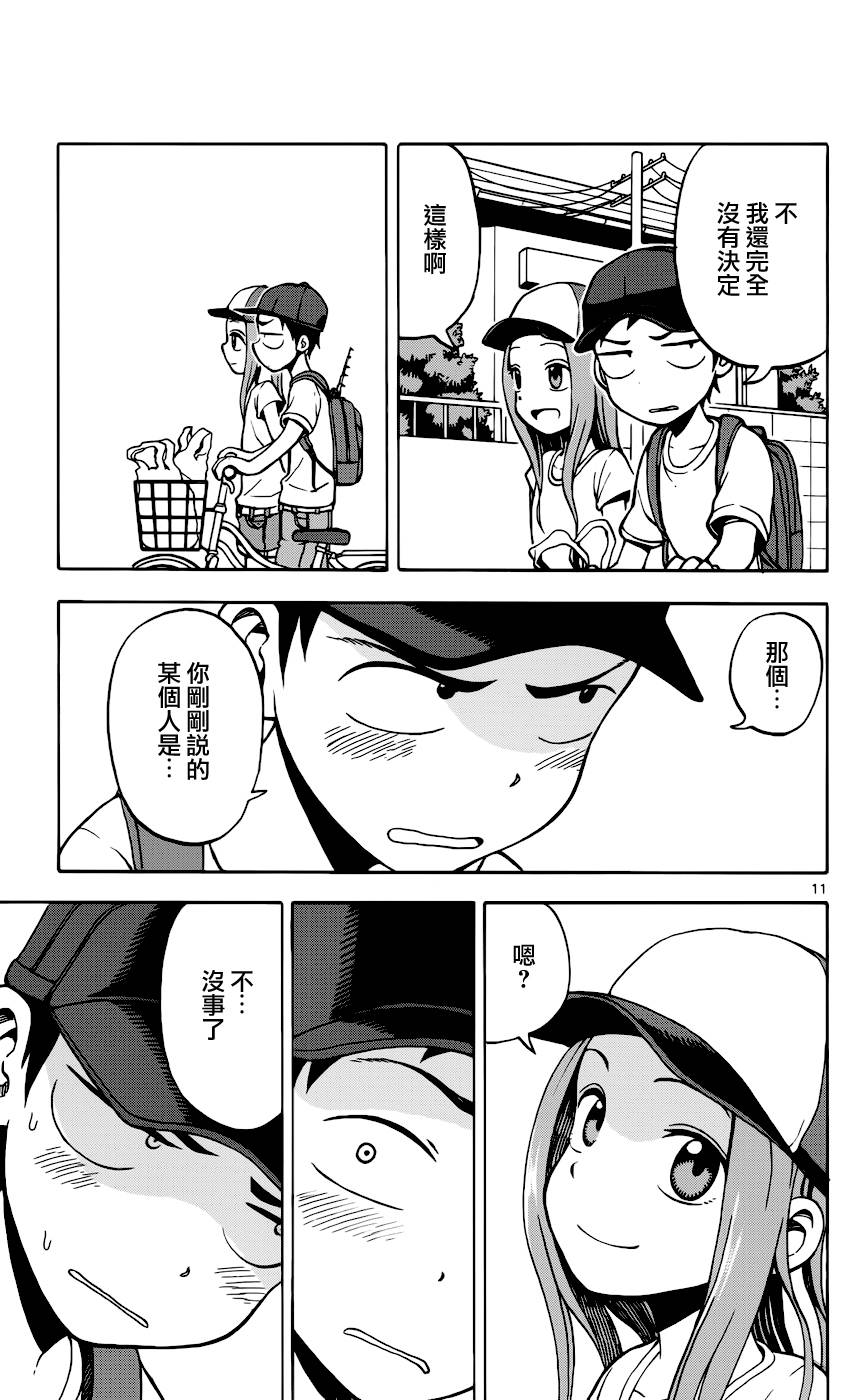 不
我還完全
沒有決定
這樣啊
那個…
你剛剛説的
某個人是…
11
嗯?
不…
沒事了